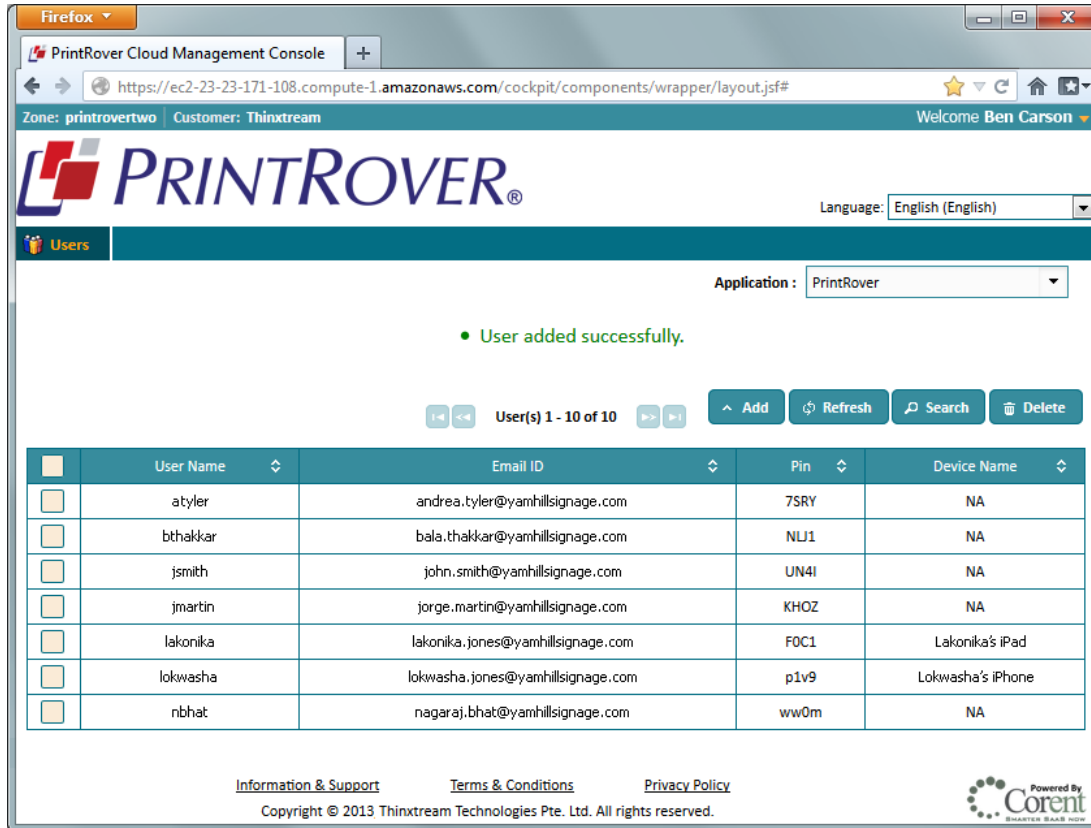 Firefox
PrintRover Cloud Management Console
https://ec2-23-23-171-108.compute-1.amazonaws.com/cockpit/components/wrapper/layout.jsf#
Zone: printrovertwo Customer: Thinxtream Welcome Ben Carson
PRINTROVER®
Language: English (English)
Users
Application : PrintRover
• User added successfully.
User(s) 1 - 10 of 10 Add Refresh Search Delete
User Name Email ID Pin Device Name
atyler andrea.tyler@yamhillsignage.com 7SRY NA
bthakkar bala.thakkar@yamhillsignage.com NLJ1 NA
jsmith john.smith@yamhillsignage.com UN4I NA
jmartin jorge.martin@yamhillsignage.com KHOZ NA
lakonika lakonika.jones@yamhillsignage.com F0C1 Lakonika's iPad
lokwasha lokwasha.jones@yamhillsignage.com p1v9 Lokwasha's iPhone
nbhat nagaraj.bhat@yamhillsignage.com ww0m NA
Information & Support Terms & Conditions Privacy Policy
Copyright © 2013 Thinxtream Technologies Pte. Ltd. All rights reserved.
Powered By
Corent
SMARTER SAAS NOW